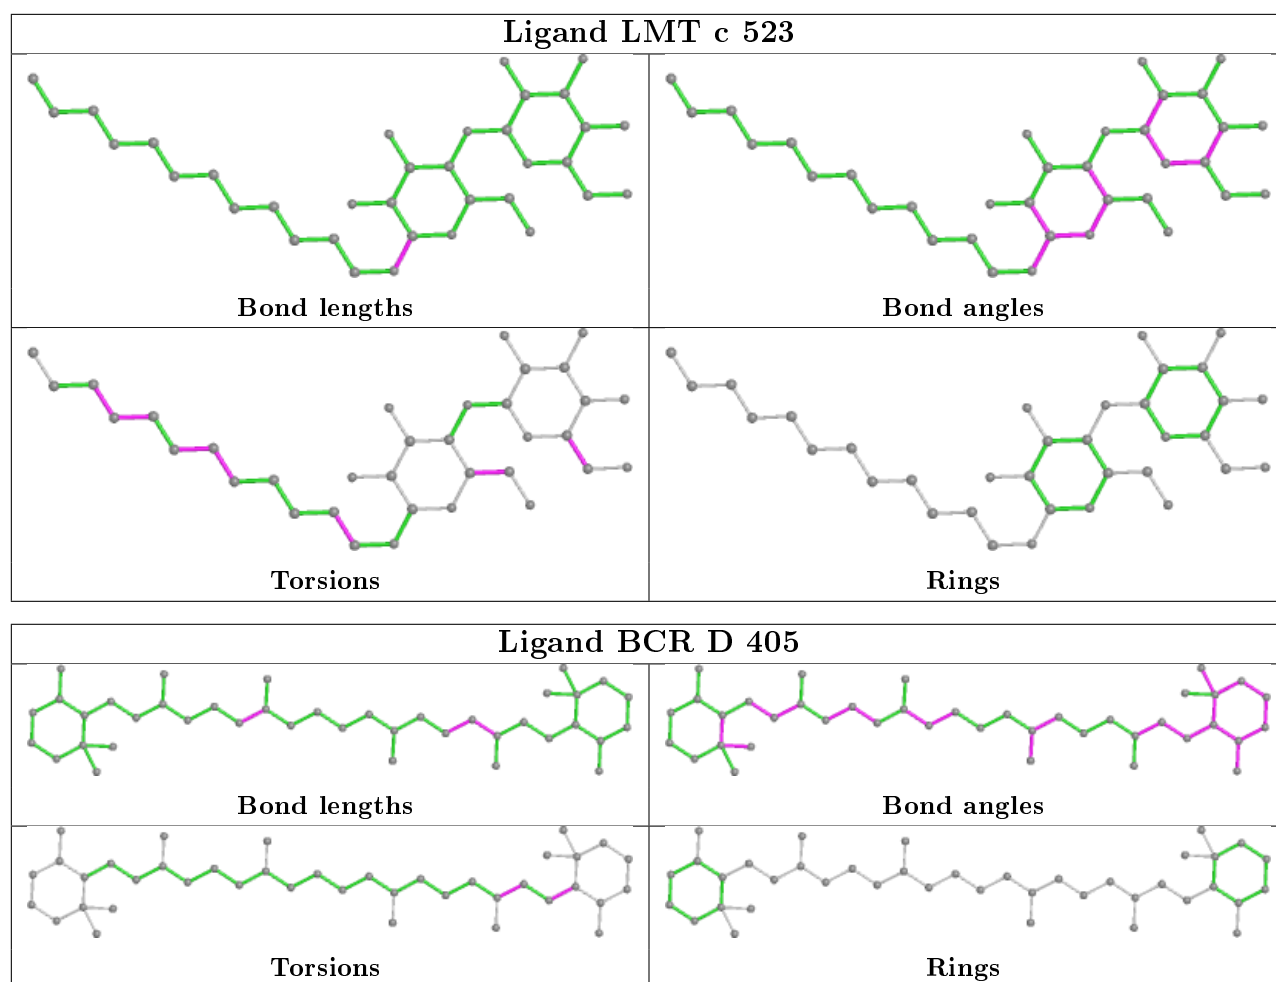 Ligand LMT c 523
Bond lengths
Bond angles
Torsions
Rings
Ligand BCR D 405
Bond lengths
Bond angles
Torsions
Rings